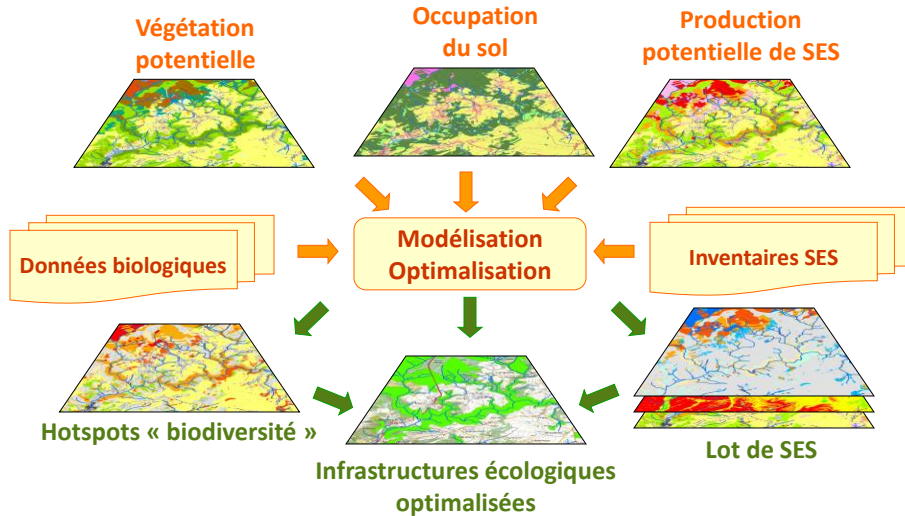 Végétation
potentielle
Occupation
du sol
Production
potentielle de SES
Données biologiques
Modélisation
Optimalisation
Inventaires SES
Hotspots « biodiversité »
Infrastructures écologiques
optimalisées
Lot de SES